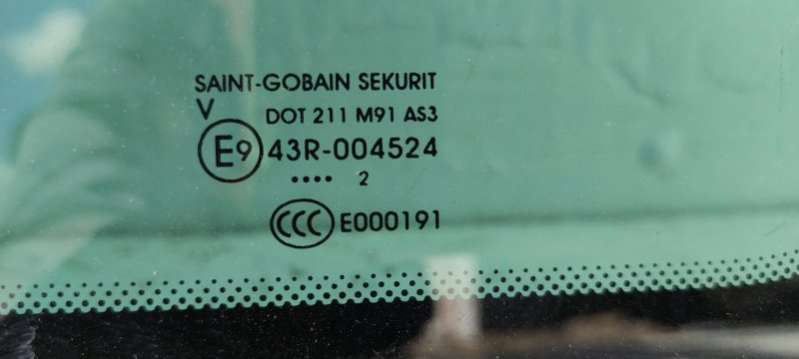 SAINT-GOBAIN SEKURIT
V DOT 211 M91 AS3
E9 43R-004524
•••• 2
CCC E000191